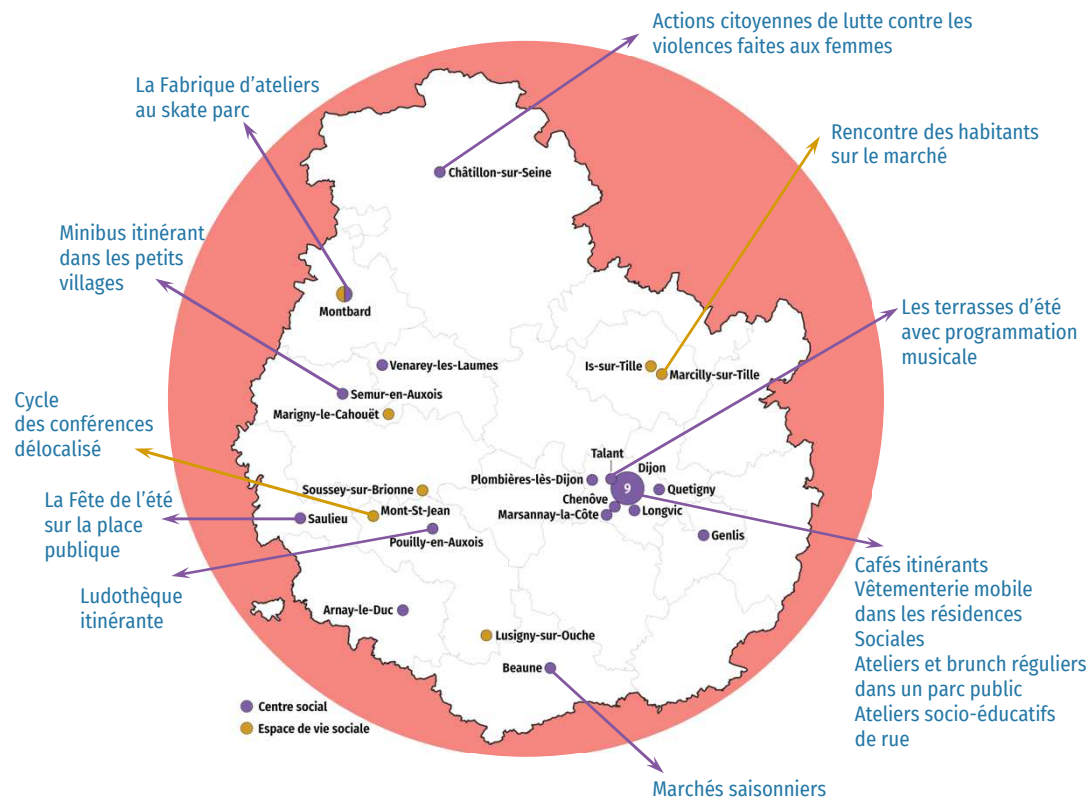 Actions citoyennes de lutte contre les
violences faites aux femmes
La Fabrique d'ateliers
au skate parc
Rencontre des habitants
sur le marché
Châtillon-sur-Seine
Minibus itinérant
dans les petits
villages
Montbard
Les terrasses d'été
avec programmation
musicale
Venarey-les-Laumes
Is-sur-Tille
Marcilly-sur-Tille
Semur-en-Auxois
Marigny-le-Cahouët
Cycle
des conférences
délocalisé
Talant
Dijon
Plombières-lès-Dijon
9
Quetigny
Chenôve
Longvic
Marsannay-la-Côte
Genlis
Soussey-sur-Brionne
Mont-St-Jean
La Fête de l'été
sur la place
publique
Saulieu
Pouilly-en-Auxois
Cafés itinérants
Vêtementerie mobile
dans les résidences
Sociales
Ateliers et brunch réguliers
dans un parc public
Ateliers socio-éducatifs
de rue
Ludothèque
itinérante
Arnay-le-Duc
Lusigny-sur-Ouche
Beaune
Centre social
Espace de vie sociale
Marchés saisonniers